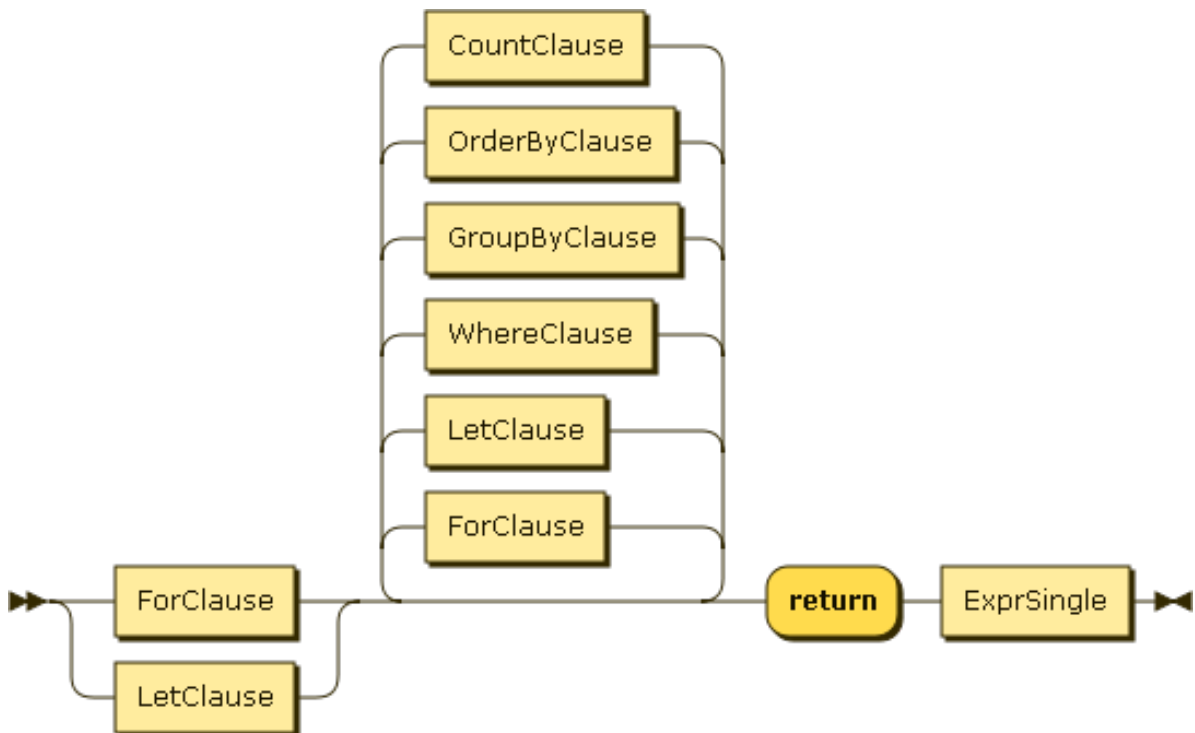 CountClause
OrderByClause
GroupByClause
WhereClause
LetClause
ForClause
ForClause return ExprSingle
LetClause